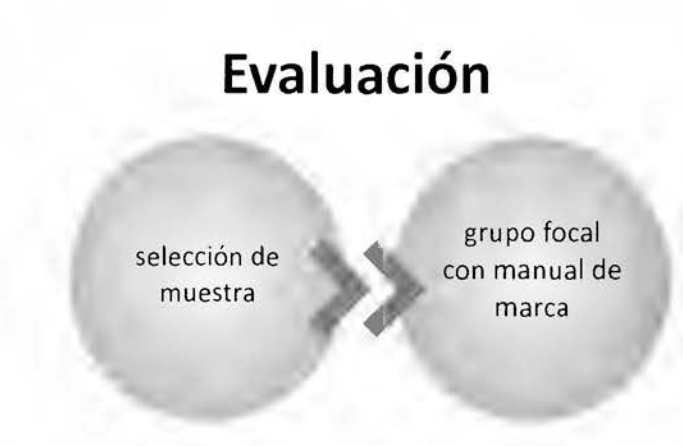 Evaluación
selección de
muestra
grupo focal
con manual de
marca